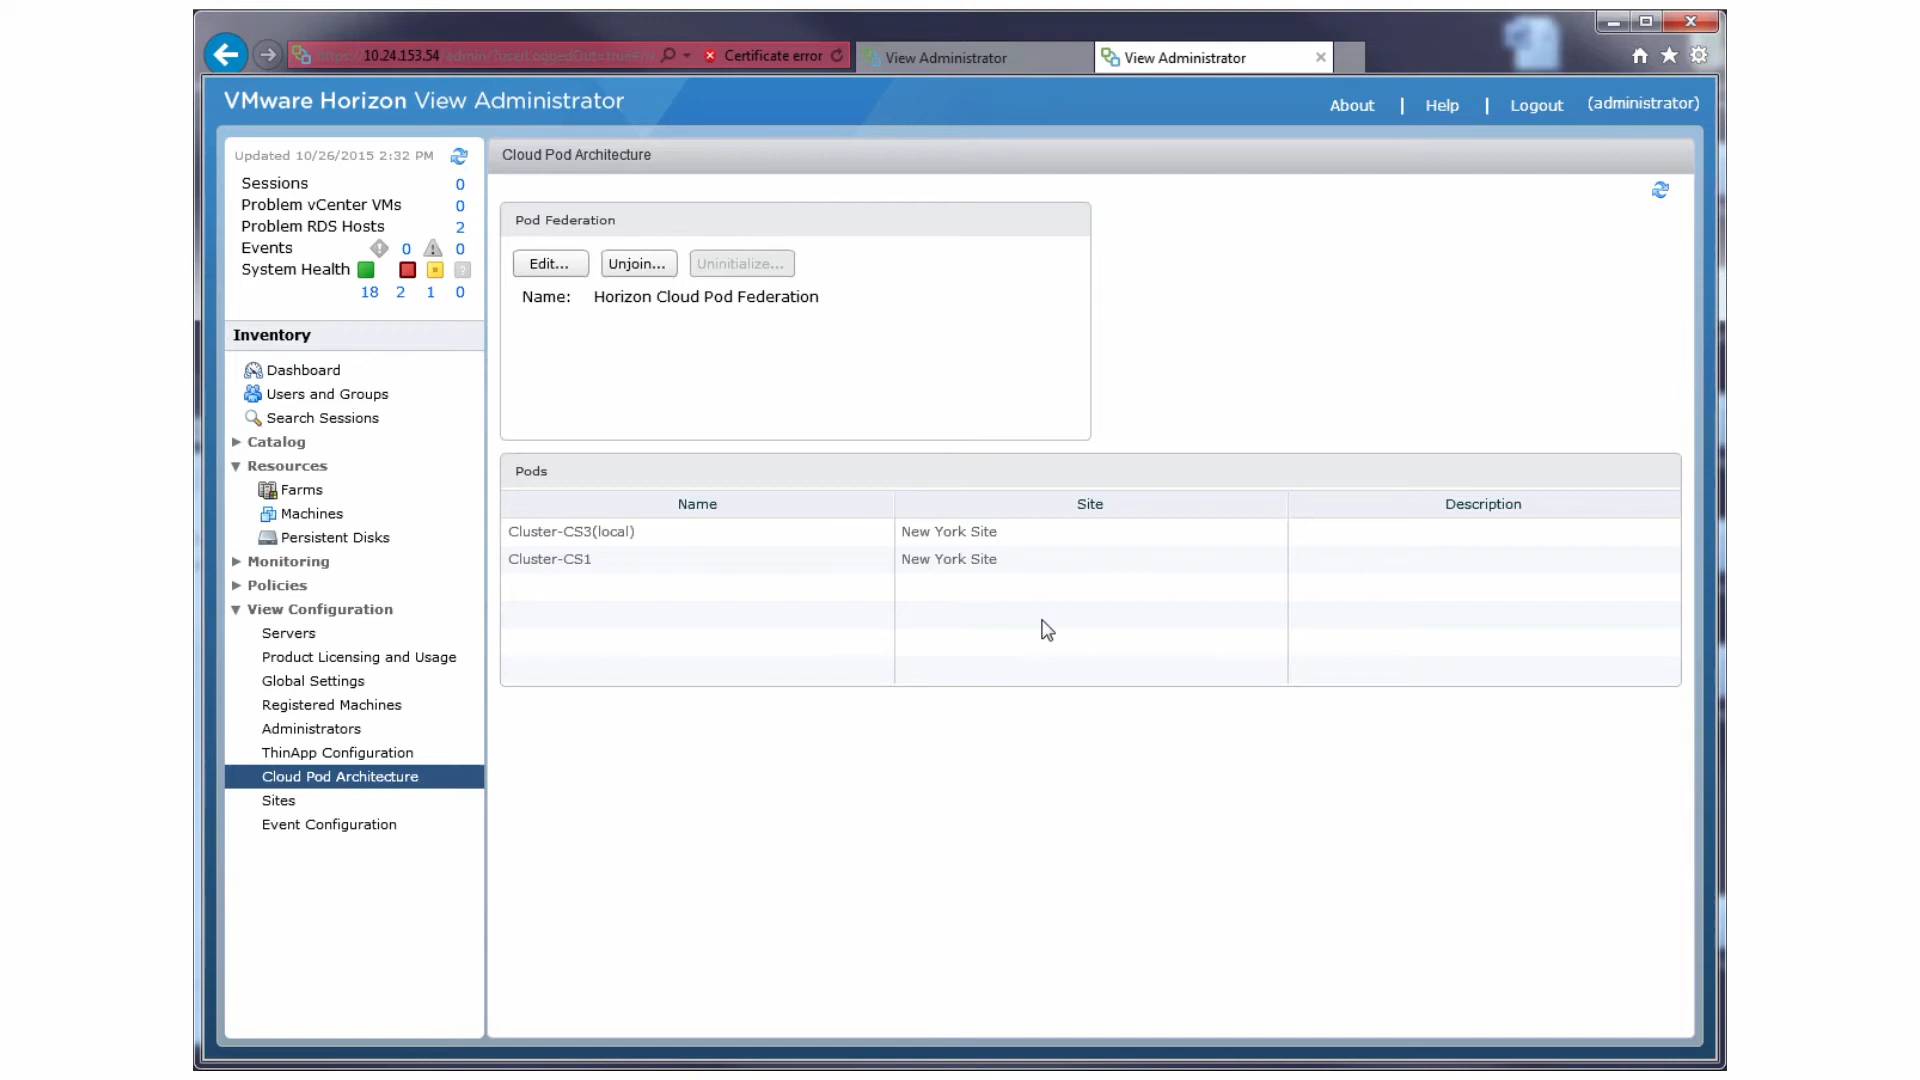 10.24.153.54
Certificate error
View Administrator
View Administrator
VMware Horizon View Administrator
About | Help | Logout (administrator)
Updated 10/26/2015 2:32 PM
Sessions 0
Problem vCenter VMs 0
Problem RDS Hosts 2
Events 0 0
System Health
18 2 1 0
Inventory
Dashboard
Users and Groups
Search Sessions
Catalog
Resources
Farms
Machines
Persistent Disks
Monitoring
Policies
View Configuration
Servers
Product Licensing and Usage
Global Settings
Registered Machines
Administrators
ThinApp Configuration
Cloud Pod Architecture
Sites
Event Configuration
Cloud Pod Architecture
Pod Federation
Edit... Unjoin... Uninitialize...
Name: Horizon Cloud Pod Federation
Pods
Name Site Description
Cluster-CS3(local) New York Site
Cluster-CS1 New York Site